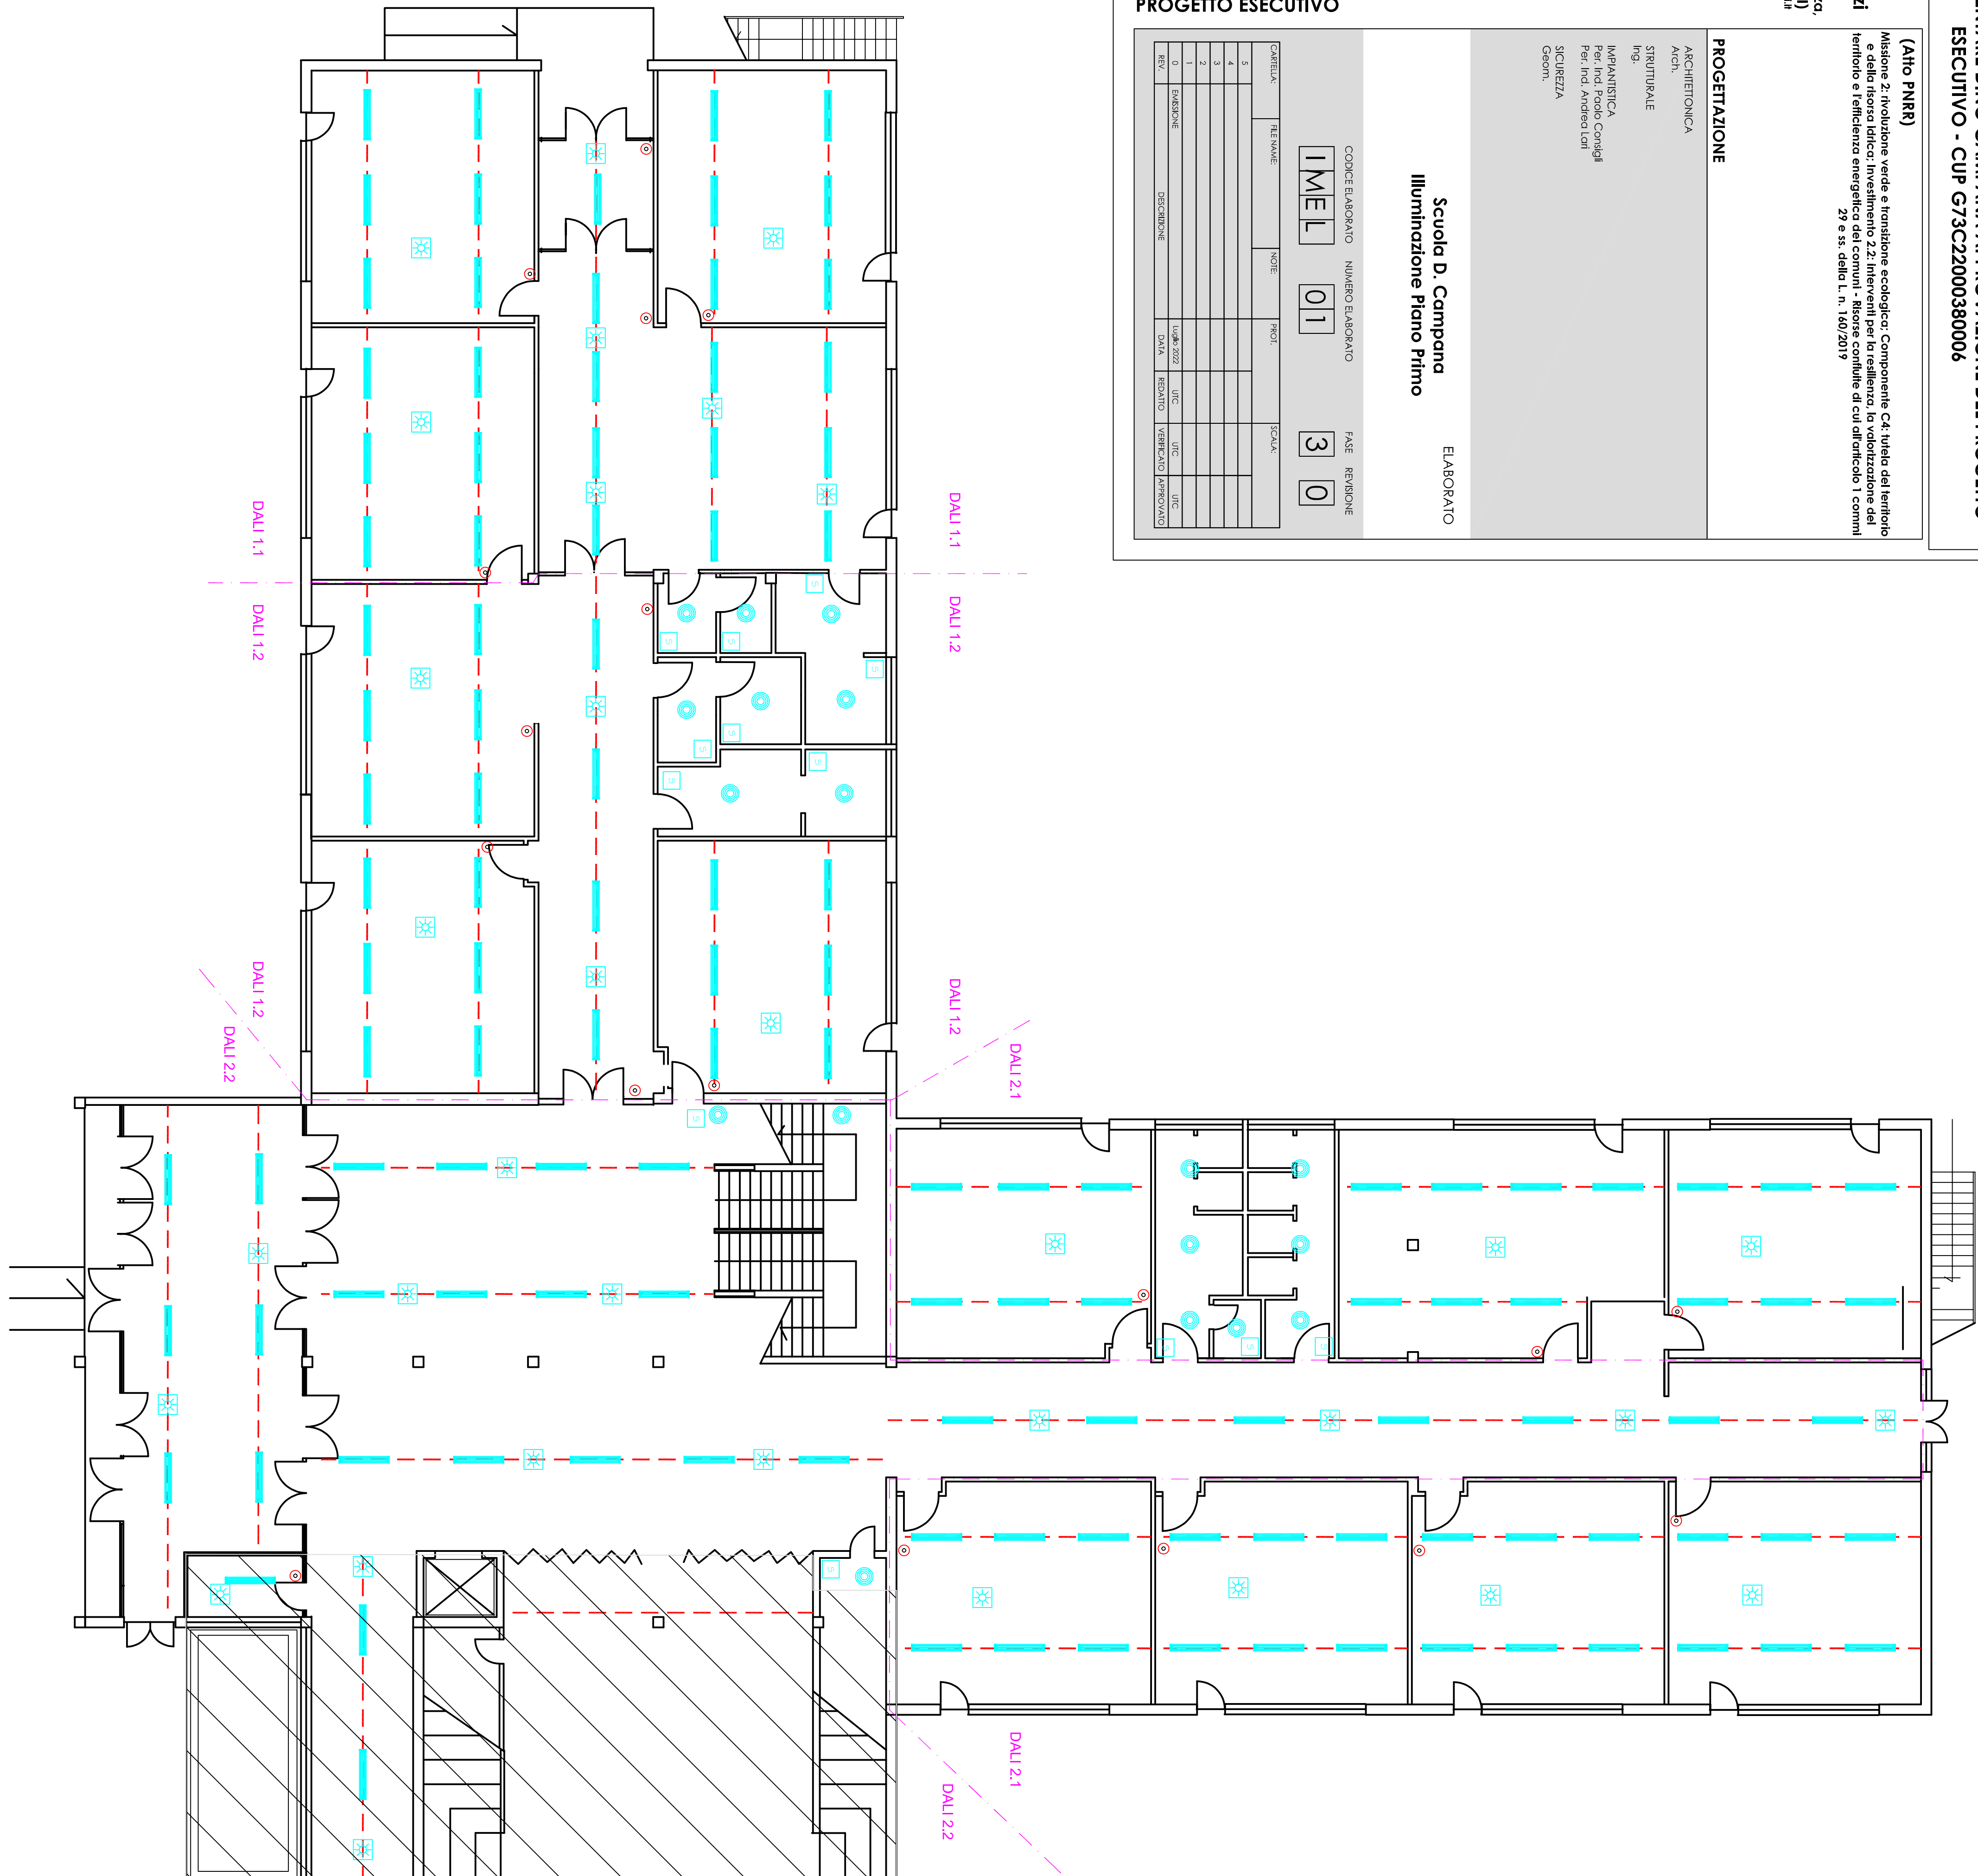 ESECUTIVO - CUP G73C22000380006
(Atto PNRR)
Missione 2: rivoluzione verde e transizione ecologica; Componente C4: tutela del territorio
e della risorsa idrica; Investimento 2.2: interventi per la resilienza, la valorizzazione del
territorio e l'efficienza energetica dei comuni - Risorse confluite di cui all'articolo 1 commi
29 e ss. della L. n. 160/2019
PROGETTAZIONE
ARCHITETTONICA
Arch.
STRUTTURALE
Ing.
IMPIANTISTICA
Per. Ind. Paolo Consigli
Per. Ind. Andrea Lari
SICUREZZA
Geom.
ELABORATO
Scuola D. Campana
Illuminazione Piano Primo
CODICE ELABORATO NUMERO ELABORATO FASE REVISIONE
IMEL 01 3 0
CARTELLA: FILE NAME: NOTE: PROT. SCALA:
5
4
3
2
1
0 EMISSIONE Luglio 2022 UTC UTC UTC
REV. DESCRIZIONE DATA REDATTO VERIFICATO APPROVATO
PROGETTO ESECUTIVO
DALI 1.1
DALI 1.1
DALI 1.2
DALI 1.2
DALI 1.2
DALI 1.2
DALI 2.2
DALI 2.1
DALI 2.1
DALI 2.2
S
S
S
S
S
S
S
S
S
S
S
S
S